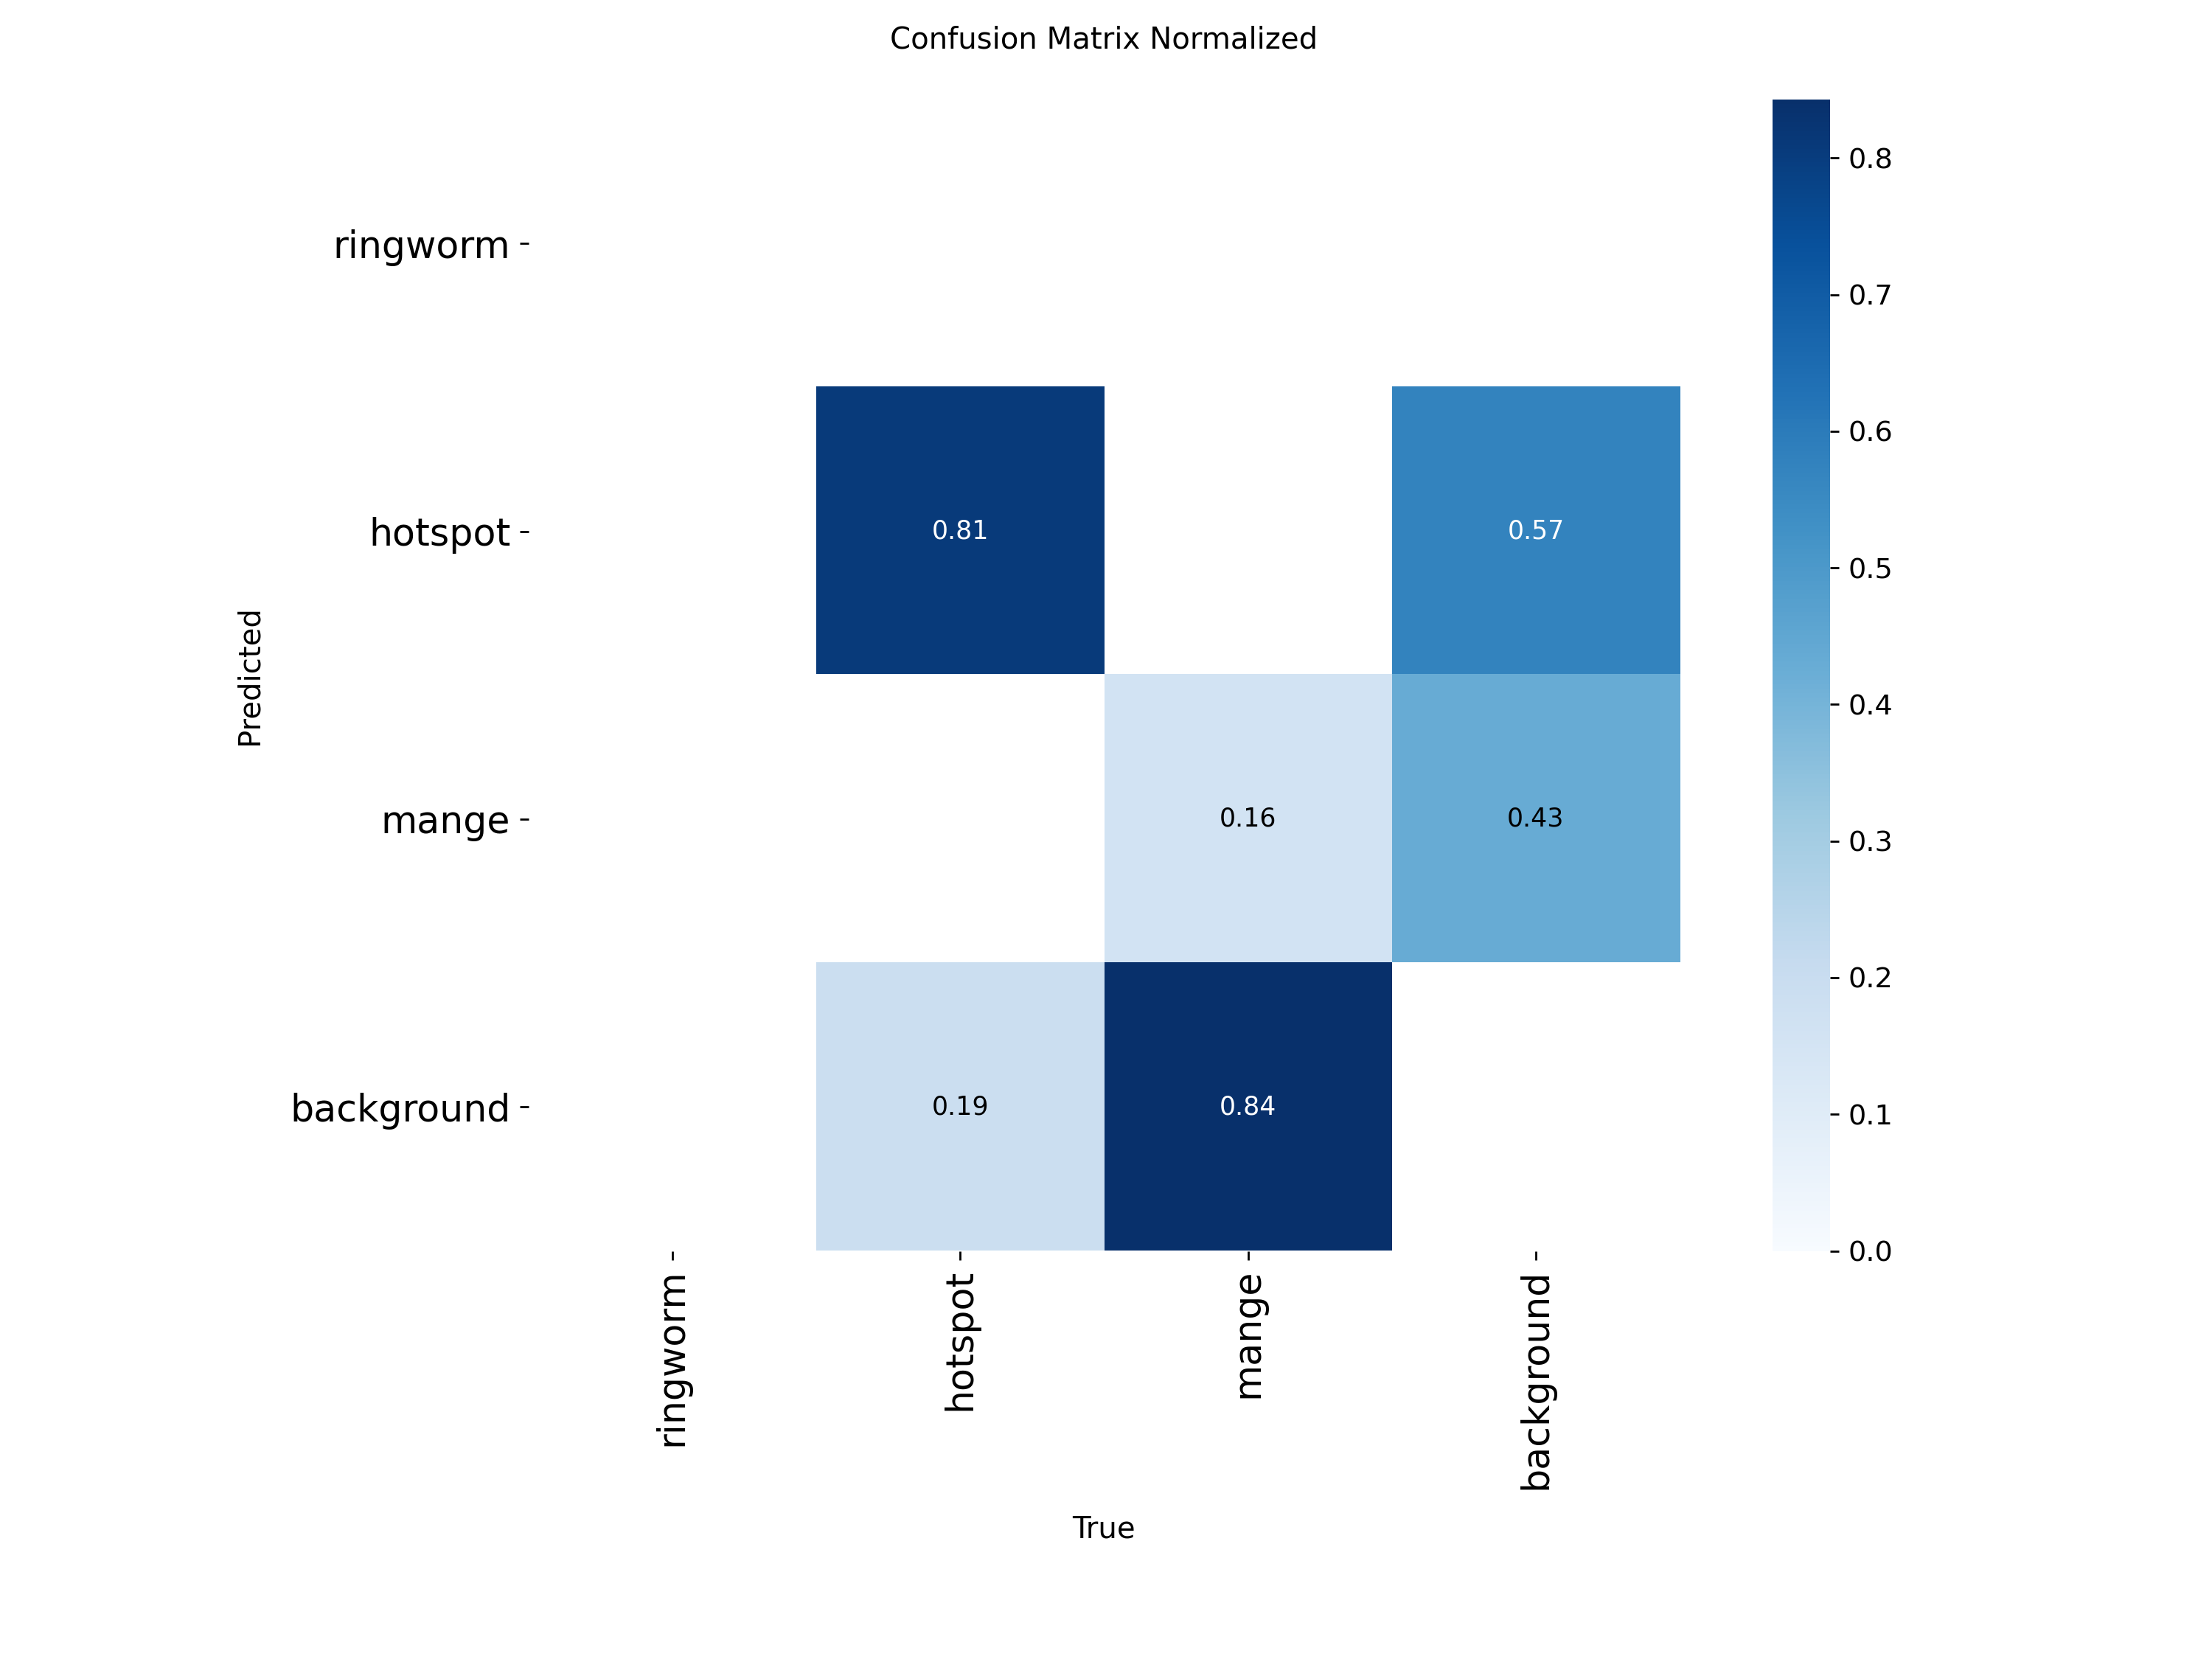 Confusion Matrix Normalized
ringworm
hotspot
mange
background
Predicted
0.81
0.57
0.16
0.43
0.19
0.84
ringworm
hotspot
mange
background
True
0.8
0.7
0.6
0.5
0.4
0.3
0.2
0.1
0.0